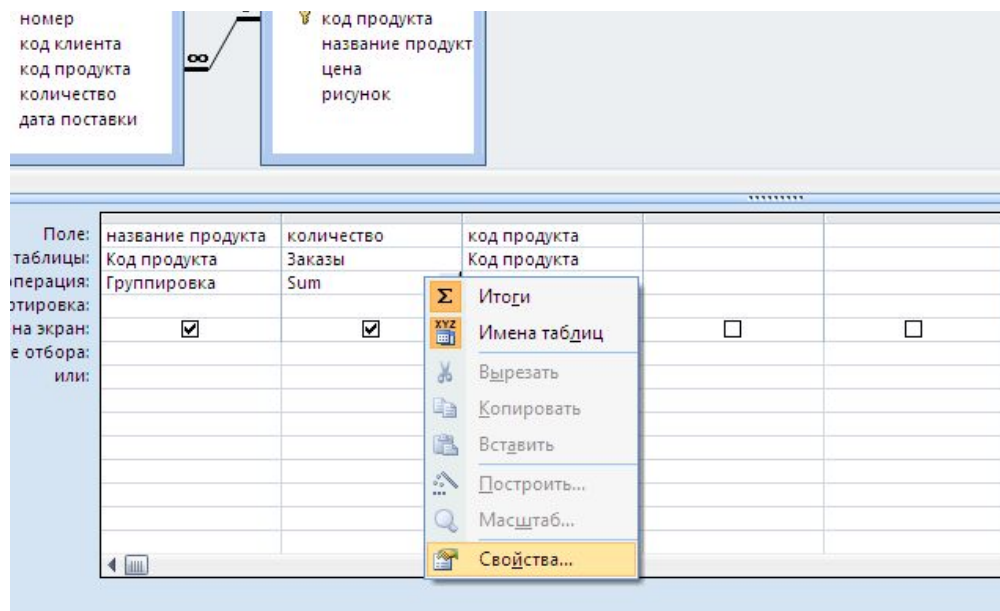 номер
код клиента
код продукта
количество
дата поставки
код продукта
название продукт
цена
рисунок
Поле: название продукта количество код продукта
таблицы: Код продукта Заказы Код продукта
перация: Группировка Sum
ртировка:
на экран:
е отбора:
или:
Итоги
Имена таблиц
Вырезать
Копировать
Вставить
Построить...
Масштаб...
Свойства...